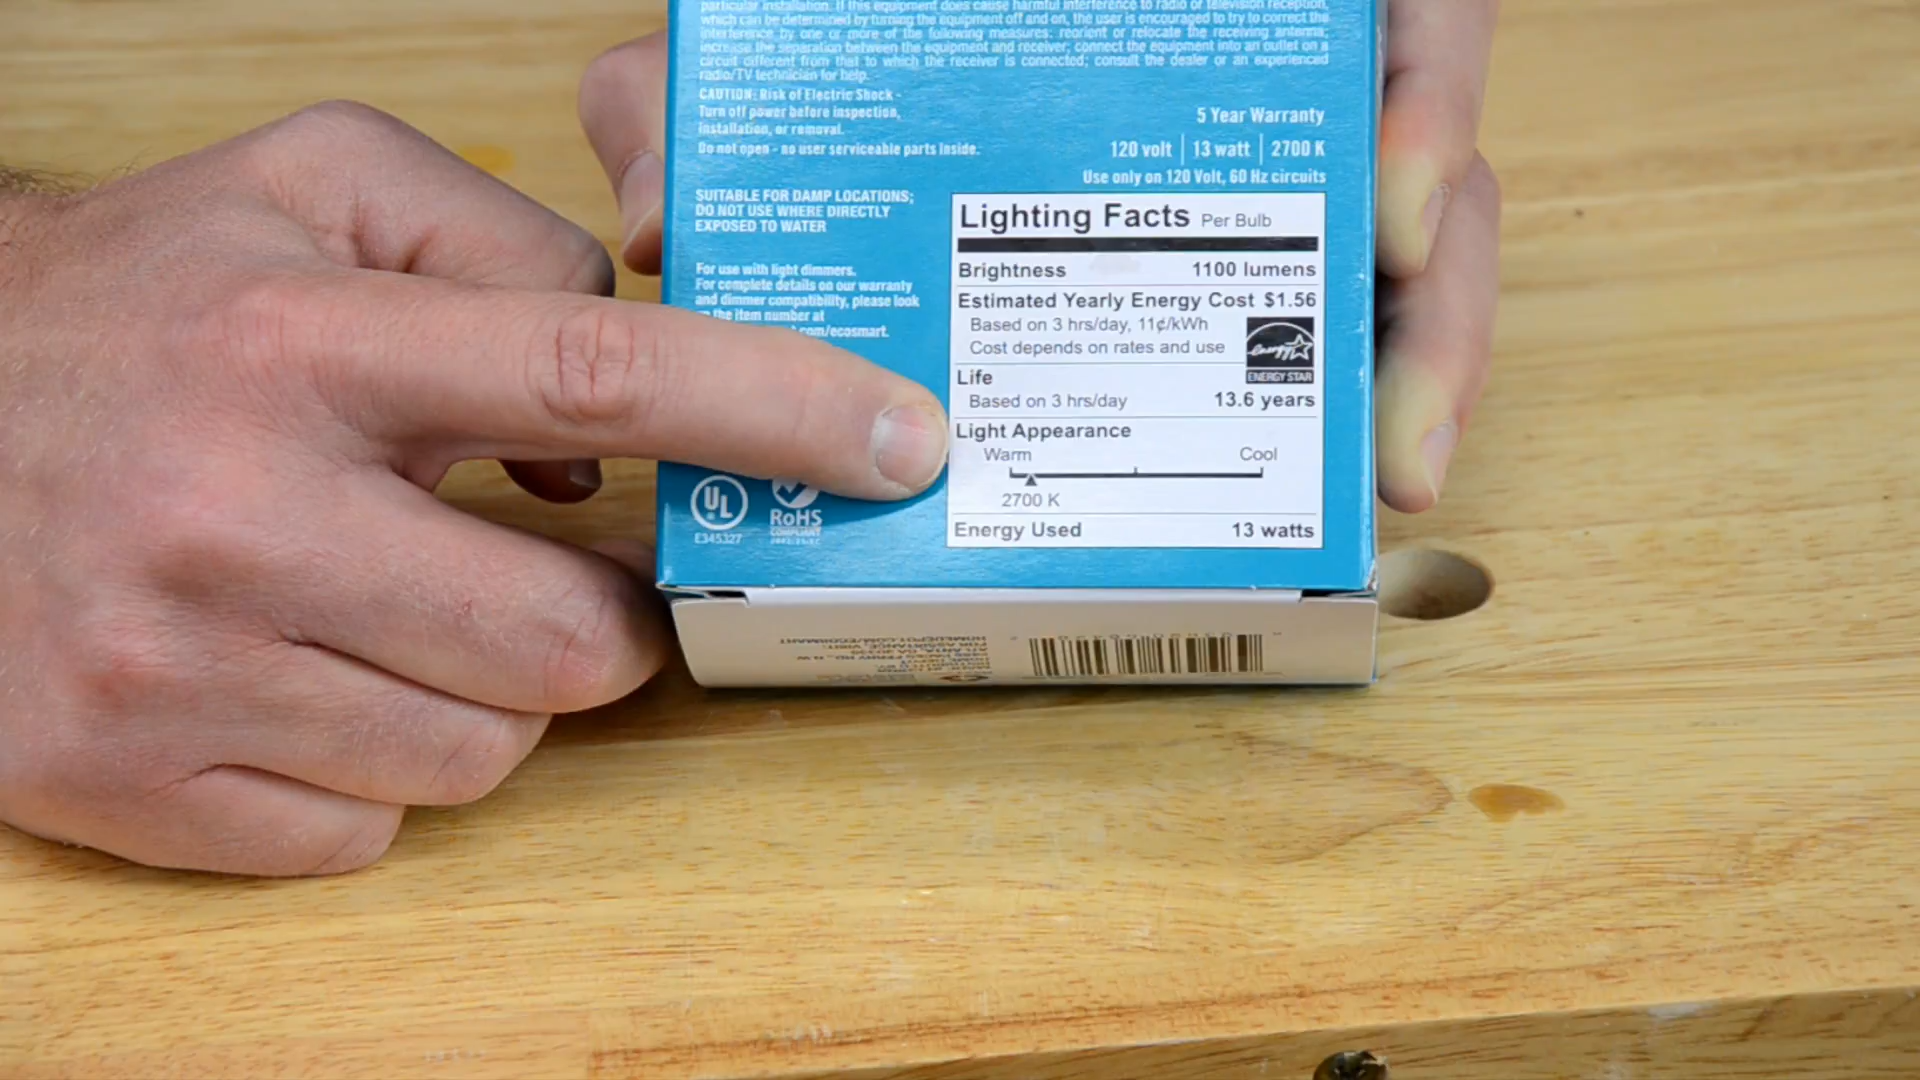 particular installation. If this equipment does cause harmful interference to radio or television reception,
which can be determined by turning the equipment off and on, the user is encouraged to try to correct the
interference by one or more of the following measures: reorient or relocate the receiving antenna;
increase the separation between the equipment and receiver; connect the equipment into an outlet on a
circuit different from that to which the receiver is connected; consult the dealer or an experienced
radio/TV technician for help.
CAUTION: Risk of Electric Shock -
Turn off power before inspection,
installation, or removal.
Do not open - no user serviceable parts inside.
SUITABLE FOR DAMP LOCATIONS;
DO NOT USE WHERE DIRECTLY
EXPOSED TO WATER
For use with light dimmers.
For complete details on our warranty
and dimmer compatibility, please look
the item number at
com/ecosmart.
UL
E345327
RoHS
COMPLIANT
5 Year Warranty
120 volt | 13 watt | 2700 K
Use only on 120 Volt, 60 Hz circuits
Lighting Facts Per Bulb
Brightness 1100 lumens
Estimated Yearly Energy Cost $1.56
Based on 3 hrs/day, 11¢/kWh
Cost depends on rates and use
energy
ENERGY STAR
Life
Based on 3 hrs/day 13.6 years
Light Appearance
Warm Cool
2700 K
Energy Used 13 watts
HOMEDEPOT.COM/ECOSMART
FOR ASSISTANCE, VISIT: